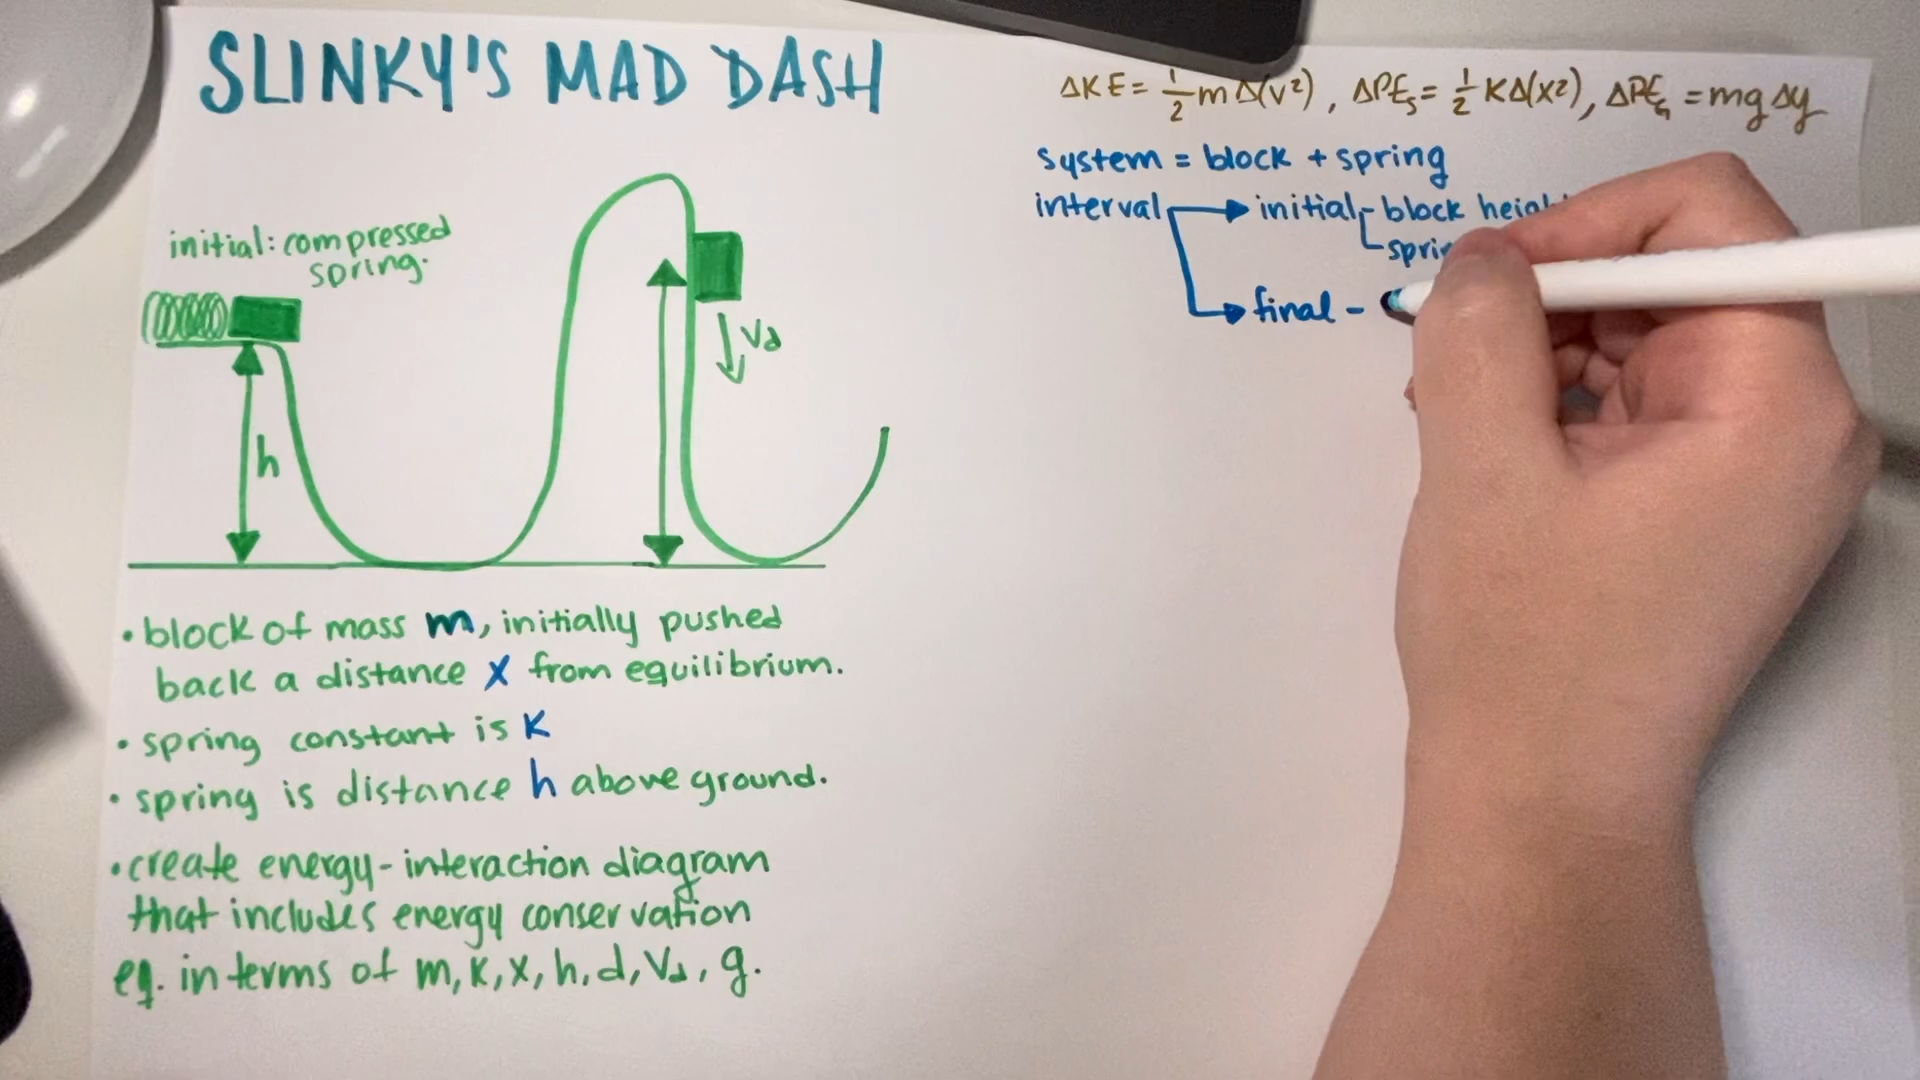 SLINKY'S MAD DASH
initial: compressed
spring.
h
Vd
• block of mass m, initially pushed
back a distance x from equilibrium.
• spring constant is K
• spring is distance h above ground.
• create energy-interaction diagram
that includes energy conservation
eq. in terms of m, K, x, h, d, Vd, g.
ΔKE = 1/2 m Δ(v²), ΔPEs = 1/2 KΔ(x²), ΔPEG = mgΔy
system = block + spring
interval → initial - block
final -